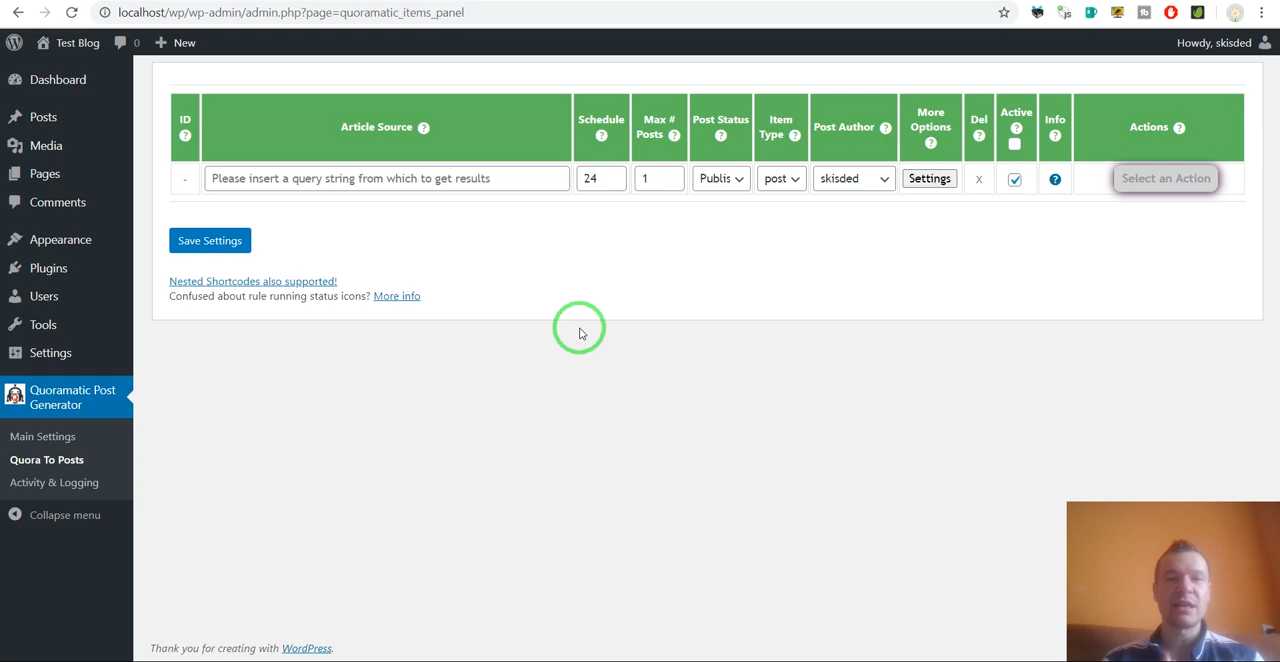 localhost/wp/wp-admin/admin.php?page=quoramatic_items_panel
Test Blog 0 New Howdy, skisded
Dashboard
Posts
Media
Pages
Comments
Appearance
Plugins
Users
Tools
Settings
Quoramatic Post
Generator
Main Settings
Quora To Posts
Activity & Logging
Collapse menu
ID ?
Article Source ?
Schedule ?
Max #
Posts ?
Post Status ?
Item
Type ?
Post Author ?
More
Options ?
Del ?
Active ?
Info ?
Actions ?
- Please insert a query string from which to get results 24 1 Publis post skisded Settings X ? Select an Action
Save Settings
Nested Shortcodes also supported!
Confused about rule running status icons? More info
Thank you for creating with WordPress.